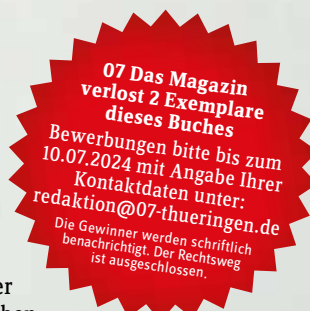 07 Das Magazin
verlost 2 Exemplare
dieses Buches
Bewerbungen bitte bis zum
10.07.2024 mit Angabe Ihrer
Kontaktdaten unter:
redaktion@07-thueringen.de
Die Gewinner werden schriftlich
benachrichtigt. Der Rechtsweg
ist ausgeschlossen.
er